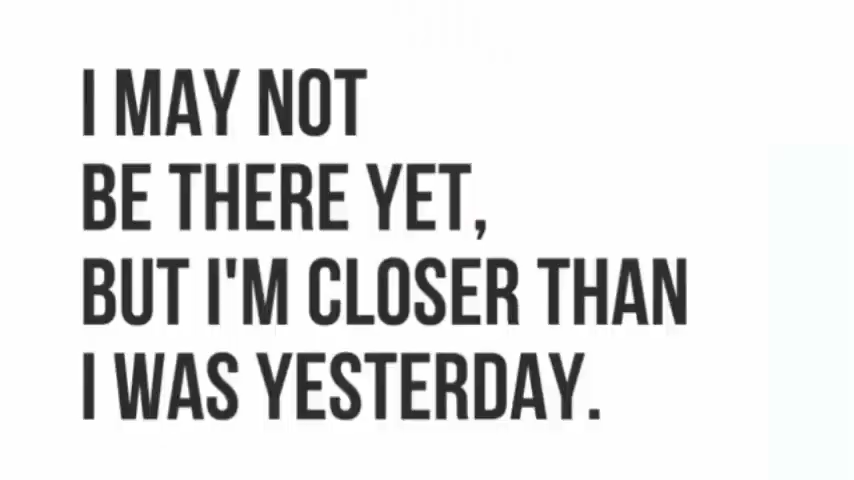 I MAY NOT
BE THERE YET,
BUT I'M CLOSER THAN
I WAS YESTERDAY.